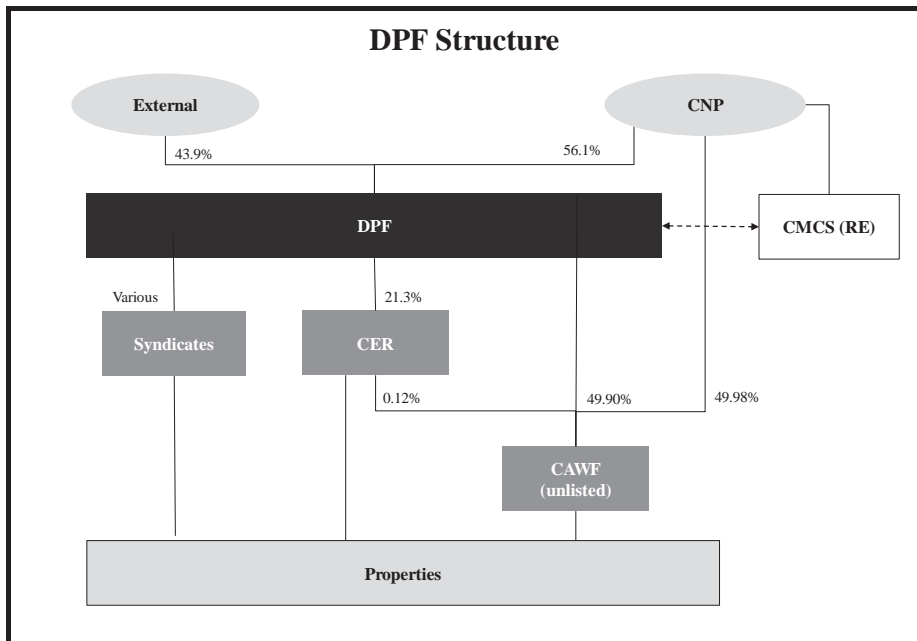 DPF Structure
External
CNP
43.9%
56.1%
DPF
CMCS (RE)
Various
21.3%
Syndicates
CER
0.12%
49.90%
49.98%
CAWF
(unlisted)
Properties